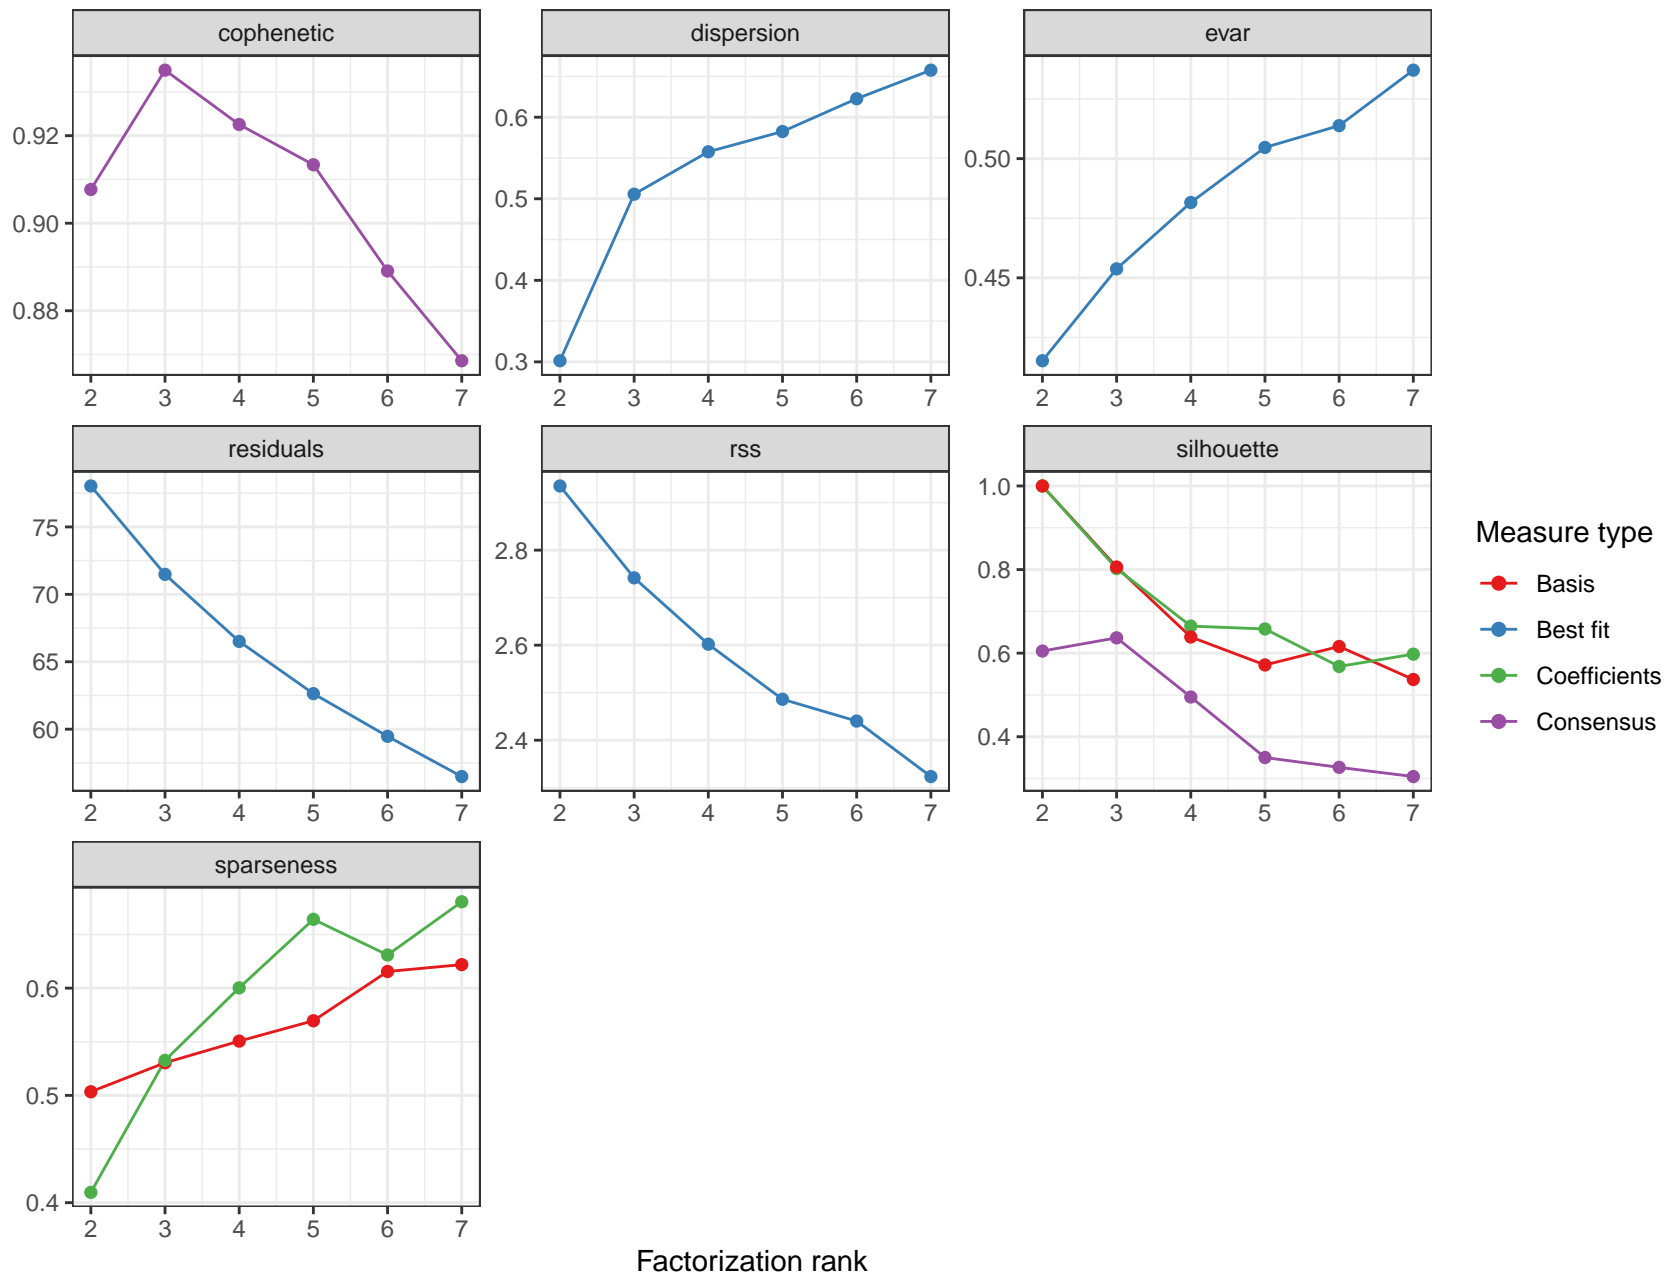 cophenetic
dispersion
evar
0.92
0.90
0.88
2 3 4 5 6 7
0.6
0.5
0.4
0.3
2 3 4 5 6 7
0.50
0.45
2 3 4 5 6 7
residuals
rss
silhouette
75
70
65
60
2 3 4 5 6 7
2.8
2.6
2.4
2 3 4 5 6 7
1.0
0.8
0.6
0.4
2 3 4 5 6 7
Measure type
Basis
Best fit
Coefficients
Consensus
sparseness
0.6
0.5
0.4
2 3 4 5 6 7
Factorization rank